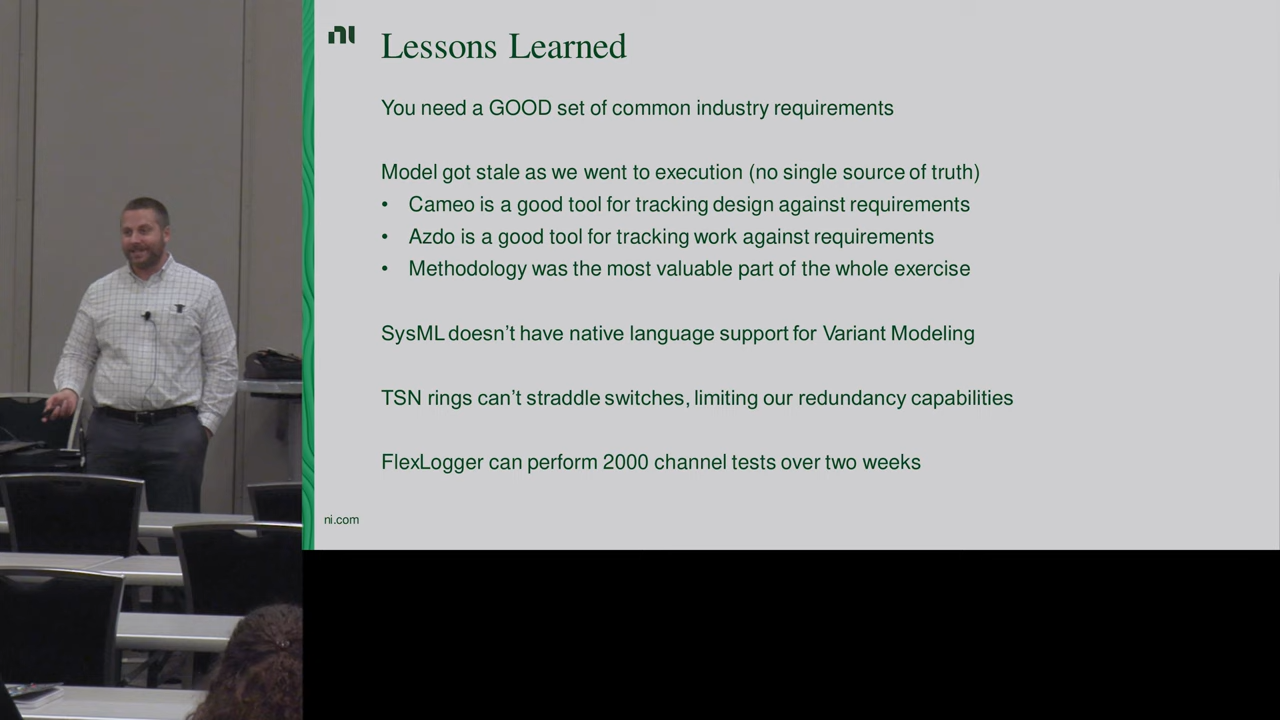 ni
Lessons Learned
You need a GOOD set of common industry requirements
Model got stale as we went to execution (no single source of truth)
• Cameo is a good tool for tracking design against requirements
• Azdo is a good tool for tracking work against requirements
• Methodology was the most valuable part of the whole exercise
SysML doesn’t have native language support for Variant Modeling
TSN rings can’t straddle switches, limiting our redundancy capabilities
FlexLogger can perform 2000 channel tests over two weeks
ni.com